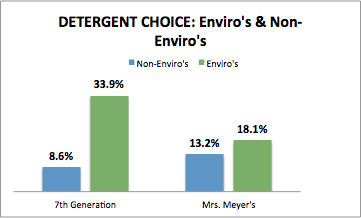 DETERGENT CHOICE: Enviro's & Non-
Enviro's
Non-Enviro's Enviro's
33.9%
8.6%
13.2%
18.1%
7th Generation Mrs. Meyer's